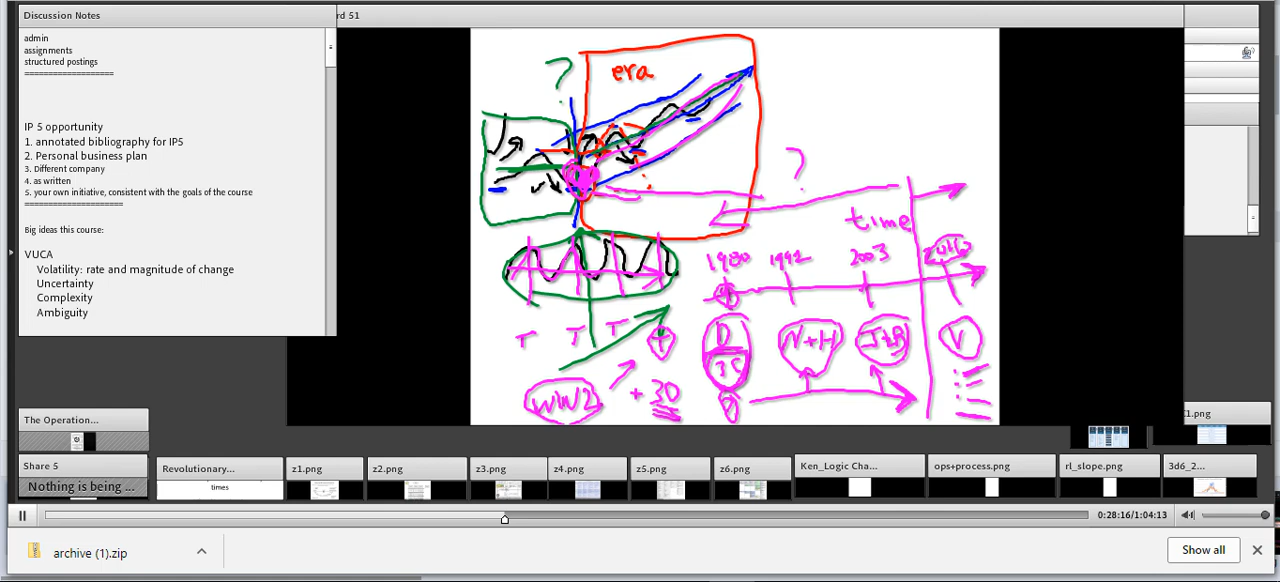 Discussion Notes
rd 51
admin
assignments
structured postings
====================
IP 5 opportunity
1. annotated bibliography for IP5
2. Personal business plan
3. Different company
4. as written
5. your own initiative, consistent with the goals of the course
======================
Big ideas this course:
VUCA
Volatility: rate and magnitude of change
Uncertainty
Complexity
Ambiguity
?
era
?
time
1980 1992 2003
T T T
D N+H V
WW2 + 30
The Operation...
1.png
Share 5
Nothing is being ...
Revolutionary...
times
z1.png
z2.png
z3.png
z4.png
z5.png
z6.png
Ken_Logic Cha...
ops+process.png
rl_slope.png
3d6_2...
0:28:16/1:04:13
archive (1).zip
Show all